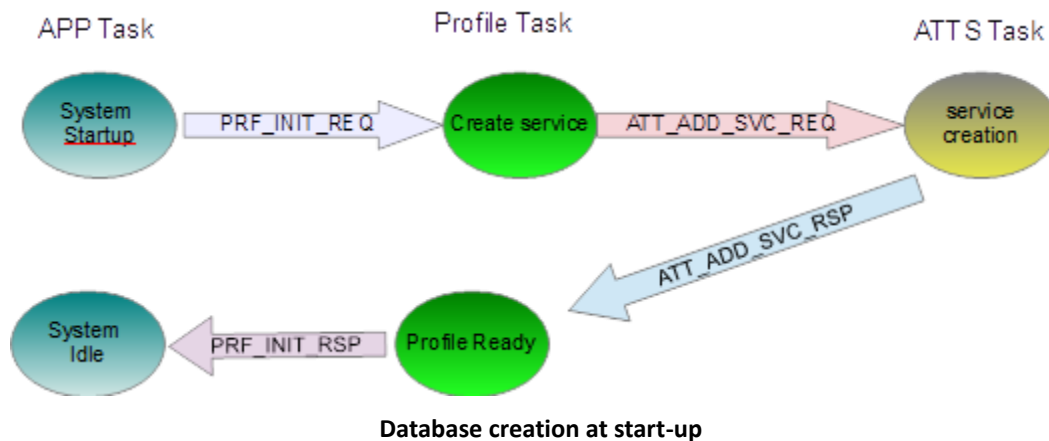 APP Task
Profile Task
ATTS Task
System
Startup
PRF_INIT_REQ
Create service
ATT_ADD_SVC_REQ
service
creation
ATT_ADD_SVC_RSP
System
Idle
PRF_INIT_RSP
Profile Ready
Database creation at start-up